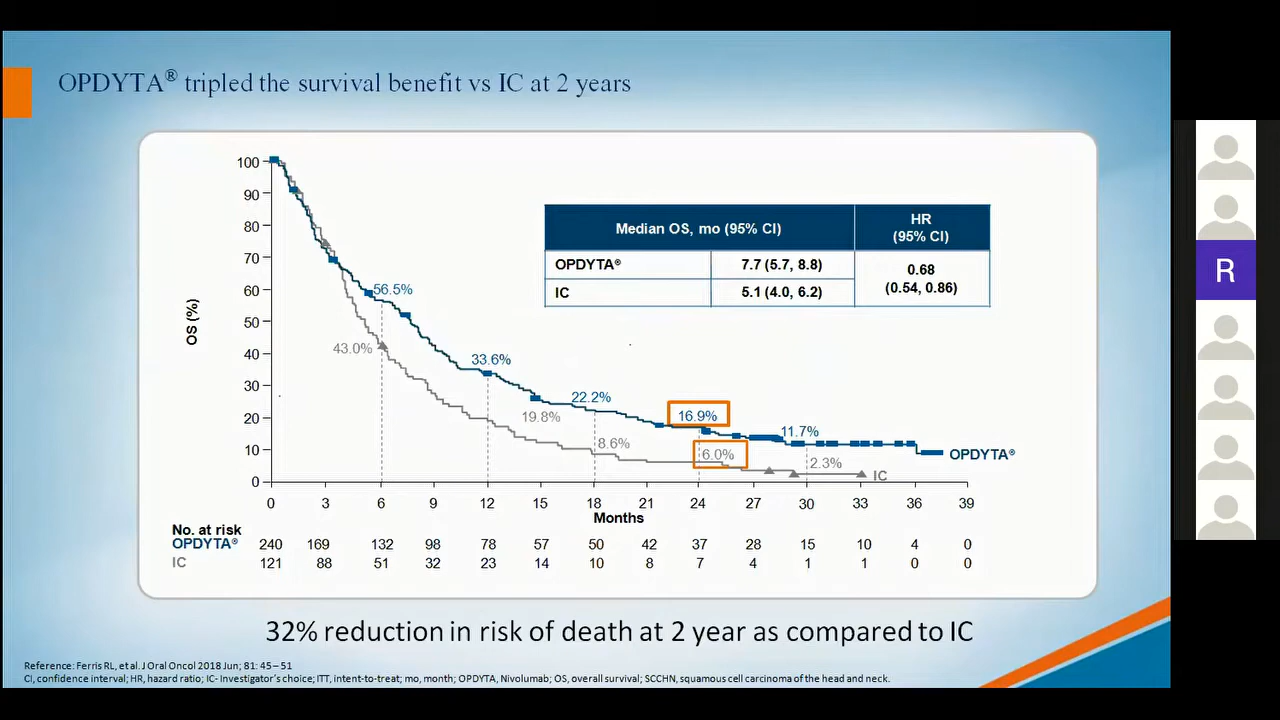 OPDYTA® tripled the survival benefit vs IC at 2 years
100
90
80
70
60
50
40
30
20
10
0
OS (%)
Median OS, mo (95% CI)
HR
(95% CI)
OPDYTA®
7.7 (5.7, 8.8)
0.68
(0.54, 0.86)
IC
5.1 (4.0, 6.2)
56.5%
43.0%
33.6%
19.8%
22.2%
8.6%
16.9%
6.0%
11.7%
2.3%
OPDYTA®
IC
0 3 6 9 12 15 18 21 24 27 30 33 36 39
Months
No. at risk
OPDYTA® 240 169 132 98 78 57 50 42 37 28 15 10 4 0
IC 121 88 51 32 23 14 10 8 7 4 1 1 0 0
32% reduction in risk of death at 2 year as compared to IC
Reference: Ferris RL, et al. J Oral Oncol 2018 Jun; 81: 45–51
CI, confidence interval; HR, hazard ratio; IC- Investigator's choice; ITT, intent-to-treat; mo, month; OPDYTA, Nivolumab; OS, overall survival; SCCHN, squamous cell carcinoma of the head and neck.
R